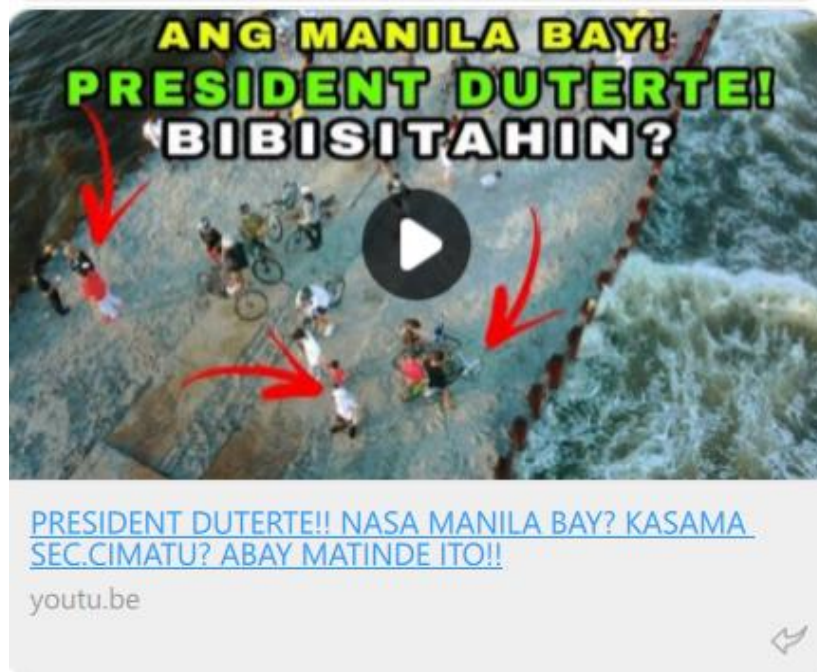 ANG MANILA BAY!
PRESIDENT DUTERTE!
BIBISITAHIN?
PRESIDENT DUTERTE!! NASA MANILA BAY? KASAMA
SEC.CIMATU? ABAY MATINDE ITO!!
youtu.be